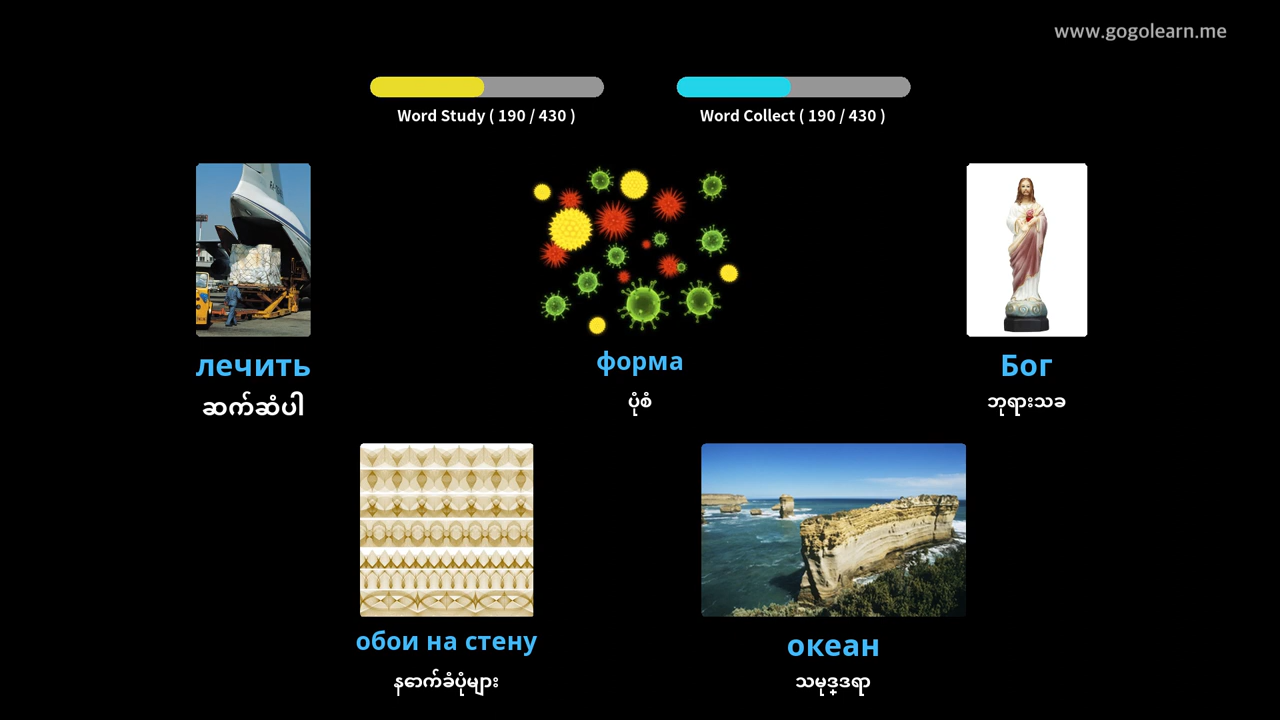 www.gogolearn.me
Word Study ( 190 / 430 )
Word Collect ( 190 / 430 )
лечить
ဆက်ဆံပါ
форма
ပုံစံ
Бог
ဘုရားသခ
обои на стену
နောက်ခံပုံများ
океан
သမုဒ္ဒရာ